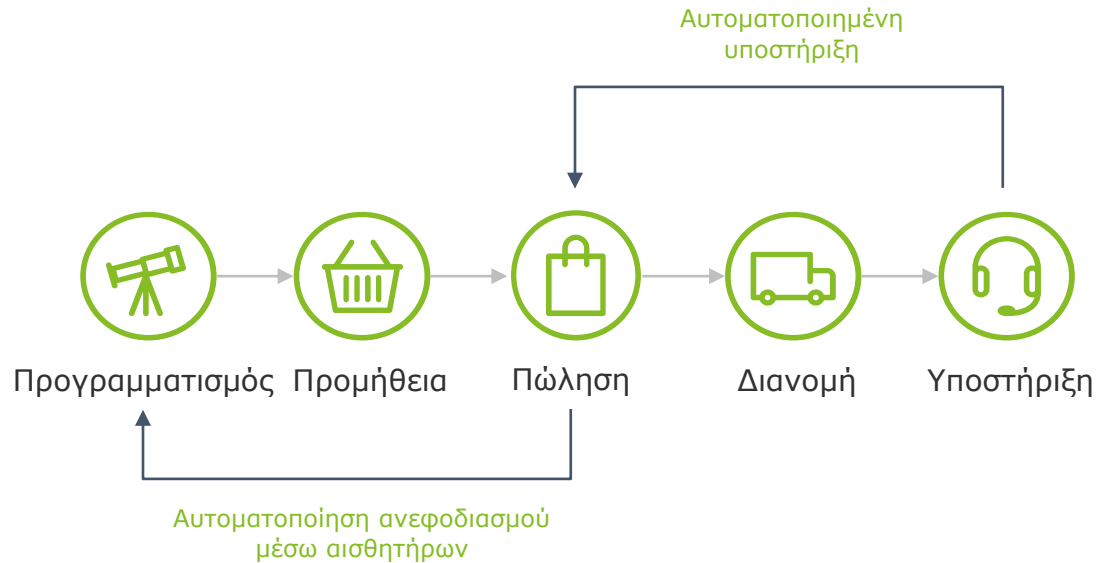 Αυτοματοποιημένη
υποστήριξη
Προγραμματισμός
Προμήθεια
Πώληση
Διανομή
Υποστήριξη
Αυτοματοποίηση ανεφοδιασμού
μέσω αισθητήρων